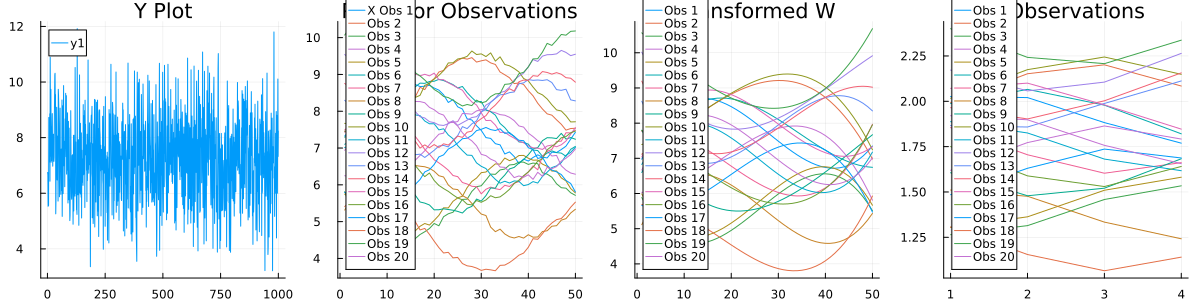 Y Plot
12
10
8
6
4
0
250
500
750
1000
y1
or Observations
10
9
8
7
6
5
4
0
10
20
30
40
50
X Obs 1
Obs 2
Obs 3
Obs 4
Obs 5
Obs 6
Obs 7
Obs 8
Obs 9
Obs 10
Obs 11
Obs 12
Obs 13
Obs 14
Obs 15
Obs 16
Obs 17
Obs 18
Obs 19
Obs 20
nsformed W
10
9
8
7
6
5
4
0
10
20
30
40
50
Obs 1
Obs 2
Obs 3
Obs 4
Obs 5
Obs 6
Obs 7
Obs 8
Obs 9
Obs 10
Obs 11
Obs 12
Obs 13
Obs 14
Obs 15
Obs 16
Obs 17
Obs 18
Obs 19
Obs 20
Observations
2.25
2.00
1.75
1.50
1.25
1
2
3
4
Obs 1
Obs 2
Obs 3
Obs 4
Obs 5
Obs 6
Obs 7
Obs 8
Obs 9
Obs 10
Obs 11
Obs 12
Obs 13
Obs 14
Obs 15
Obs 16
Obs 17
Obs 18
Obs 19
Obs 20